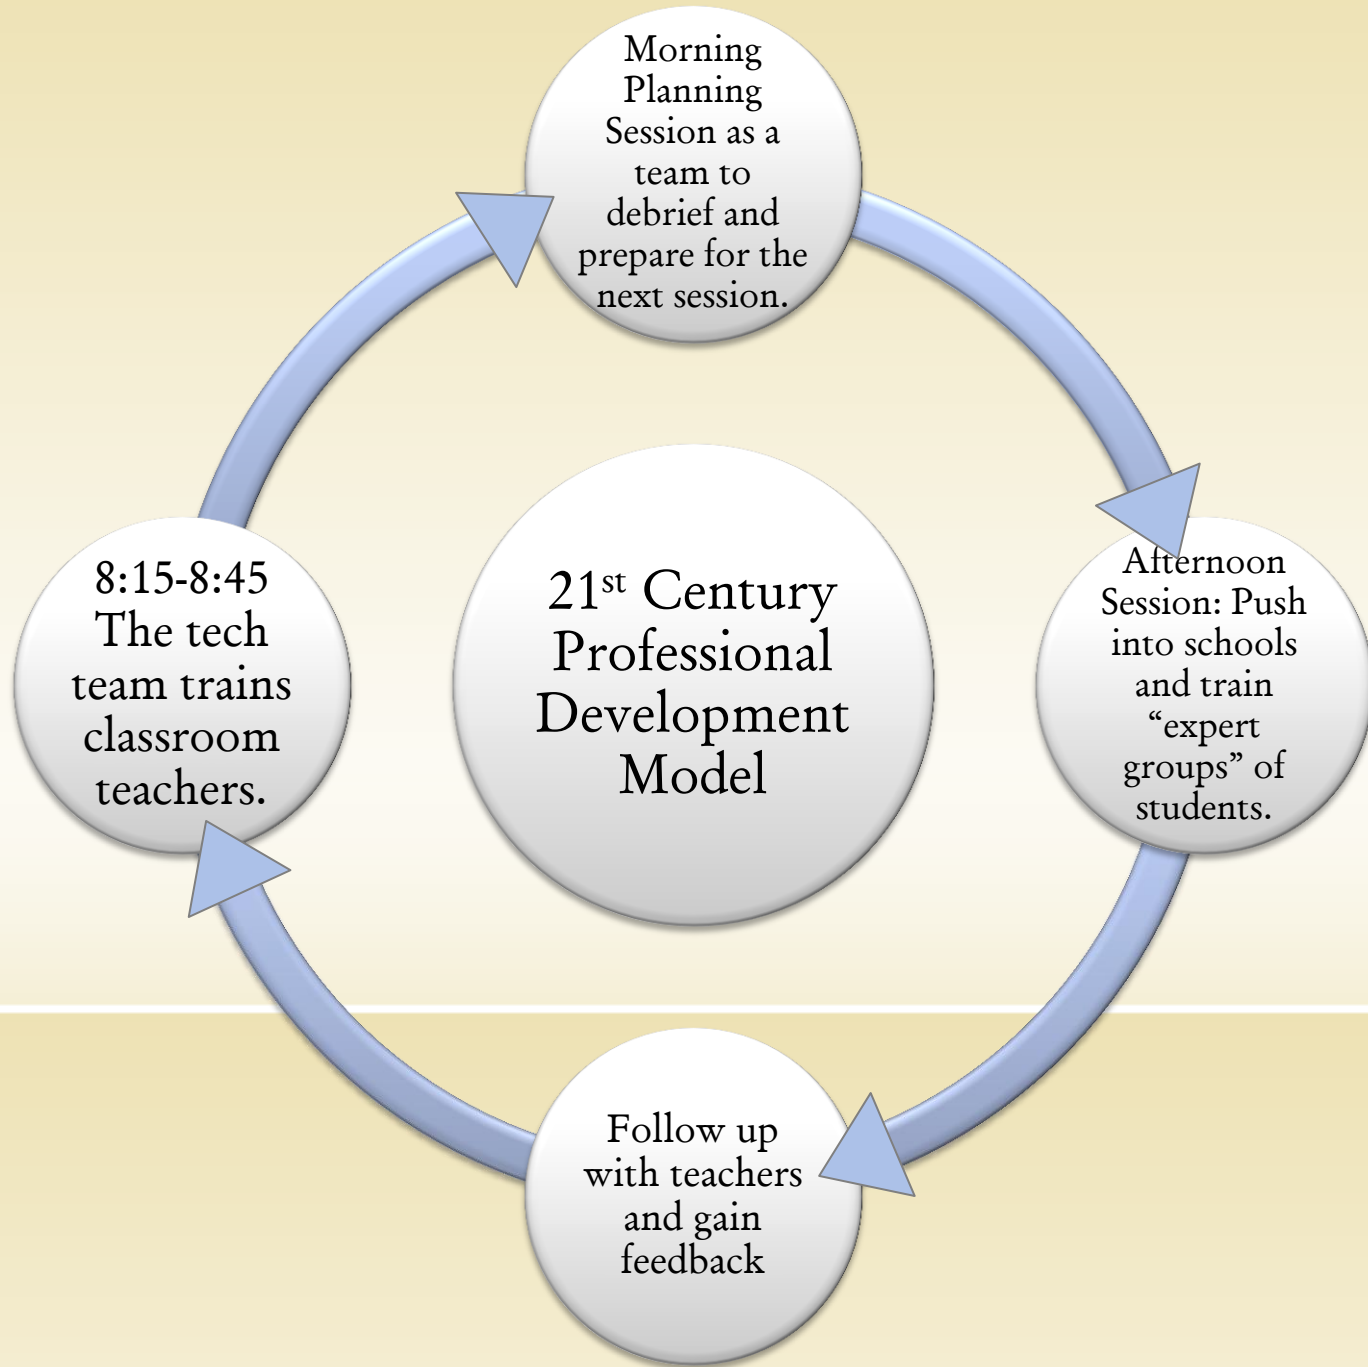 Morning
Planning
Session as a
team to
debrief and
prepare for the
next session.
Afternoon
Session: Push
into schools
and train
“expert
groups” of
students.
Follow up
with teachers
and gain
feedback
8:15-8:45
The tech
team trains
classroom
teachers.
21st Century
Professional
Development
Model